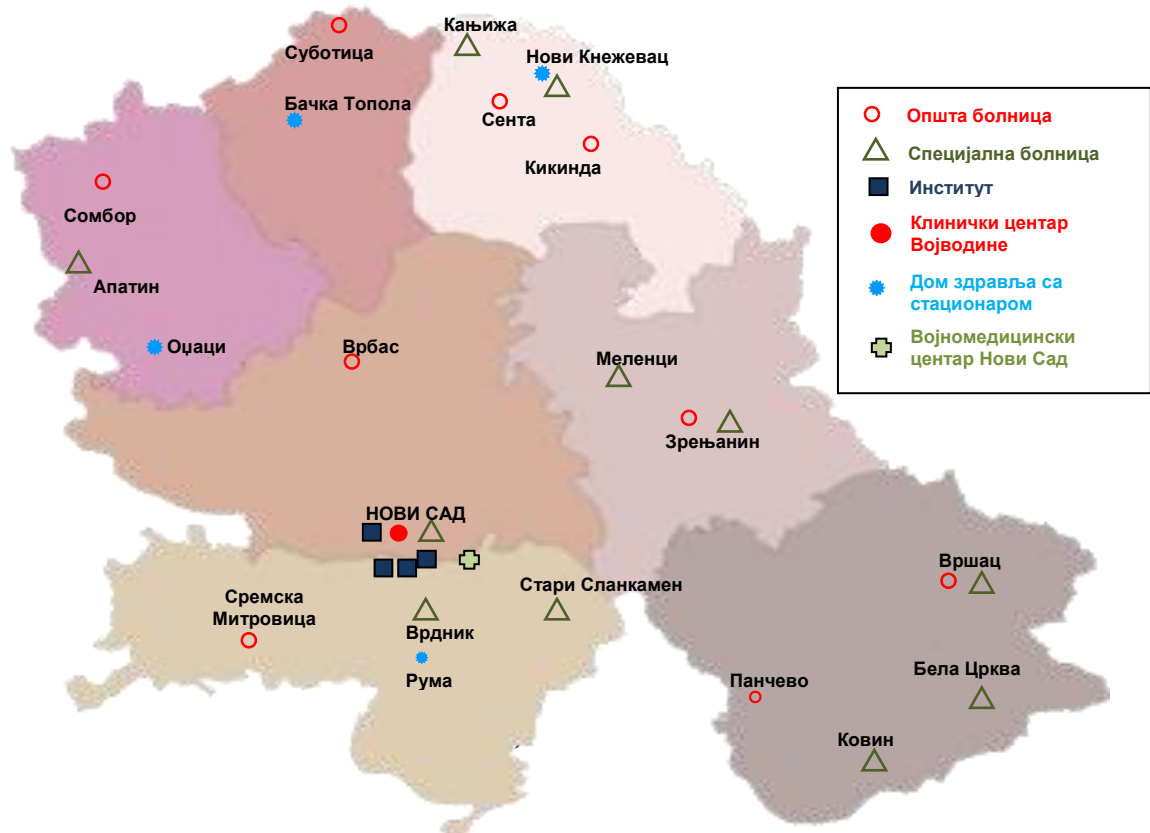 Кањижа
Суботица
Нови Кнежевац
Бачка Топола
Сента
Кикинда
Сомбор
Апатин
Оџаци
Врбас
Меленци
Зрењанин
НОВИ САД
Стари Сланкамен
Сремска
Митровица
Врдник
Рума
Вршац
Бела Црква
Панчево
Ковин
Општа болница
Специјална болница
Институт
Клинички центар
Војводине
Дом здравља са
стационаром
Војномедицински
центар Нови Сад